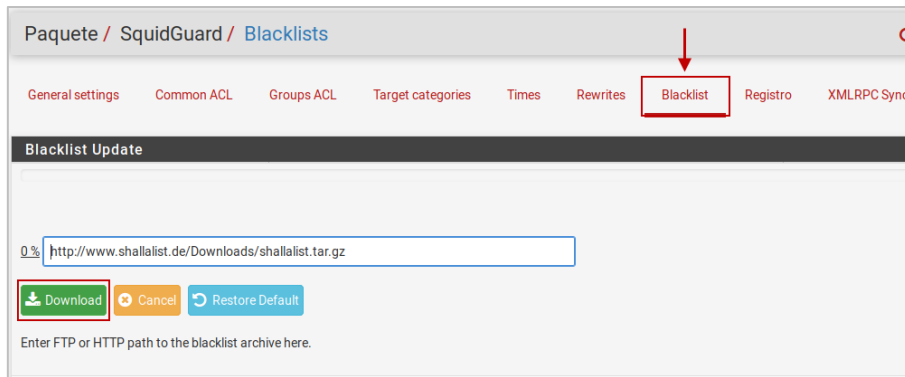 Paquete / SquidGuard / Blacklists
General settings Common ACL Groups ACL Target categories Times Rewrites Blacklist Registro XMLRPC Sync
Blacklist Update
0 % http://www.shallalist.de/Downloads/shallalist.tar.gz
Download Cancel Restore Default
Enter FTP or HTTP path to the blacklist archive here.